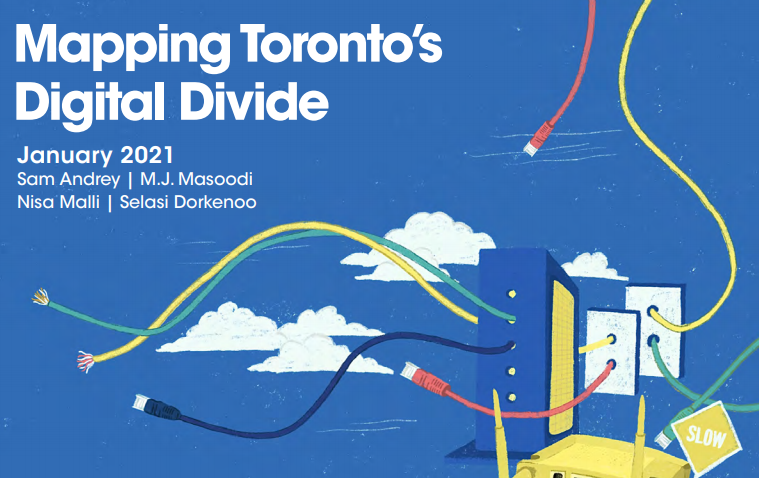 Mapping Toronto's
Digital Divide
January 2021
Sam Andrey | M.J. Masoodi
Nisa Malli | Selasi Dorkenoo
SLOW